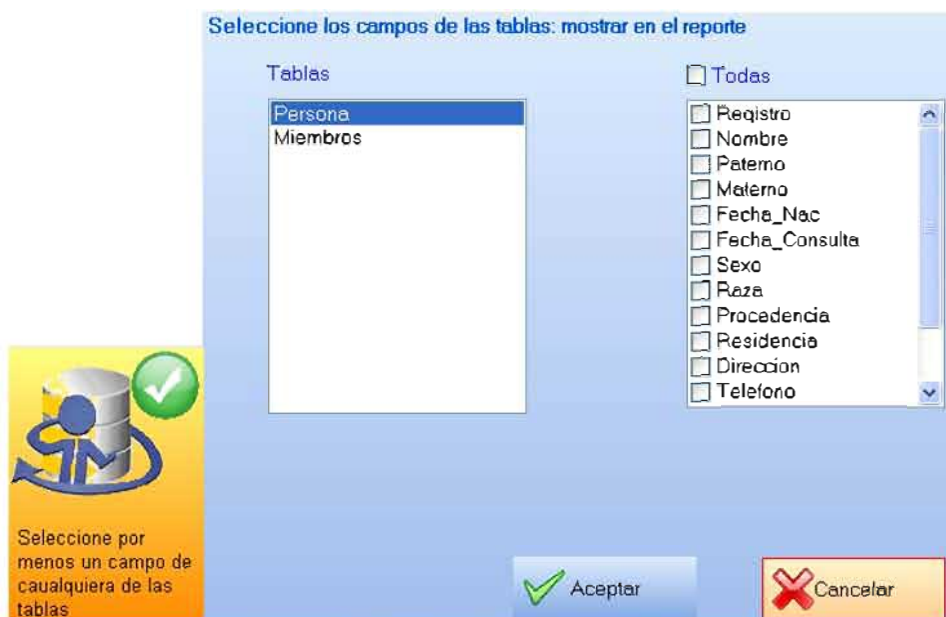 Seleccione los campos de las tablas: mostrar en el reporte
Tablas
Persona
Miembros
Todas
Registro
Nombre
Paterno
Materno
Fecha_Nac
Fecha_Consulta
Sexo
Raza
Procedencia
Residencia
Direccion
Telefono
Seleccione por
menos un campo de
caualquiera de las
tablas
Aceptar
Cancelar